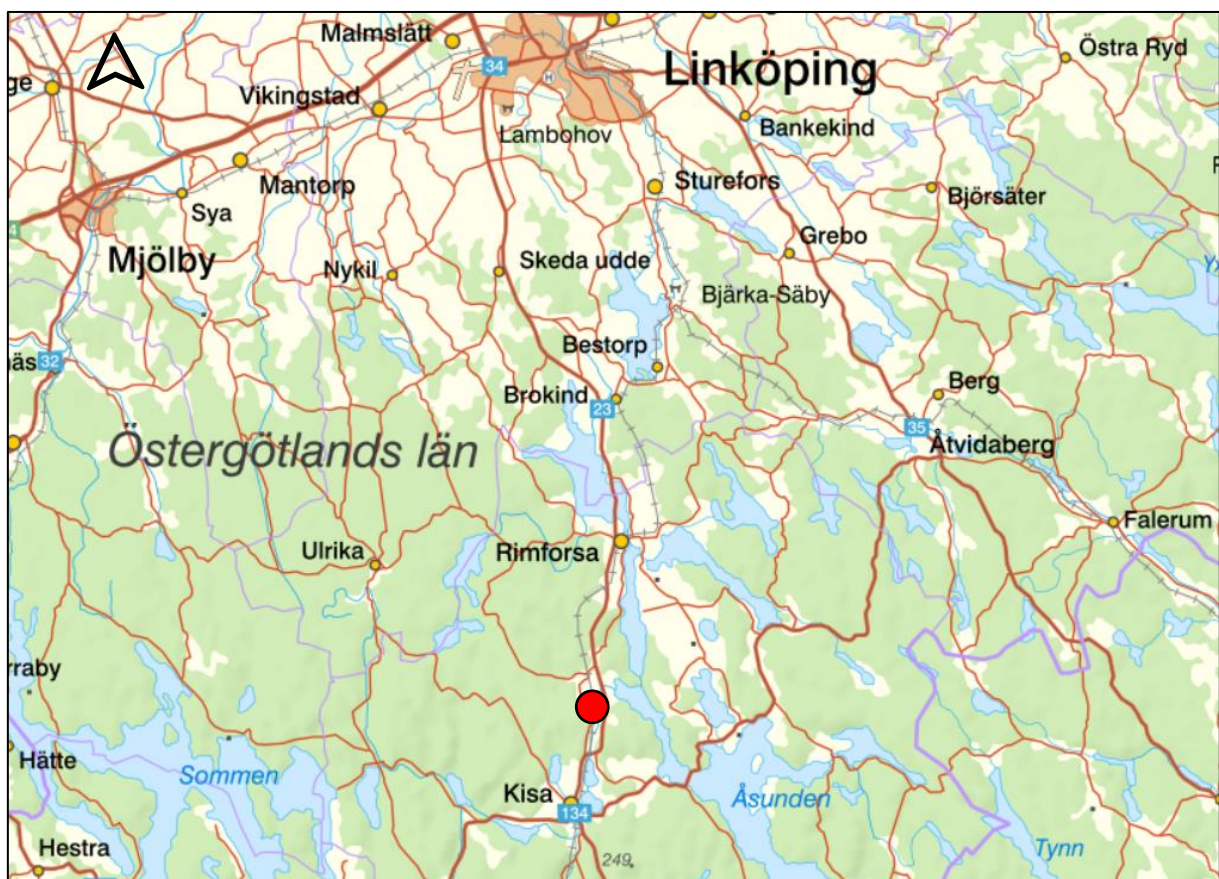 Malmslätt
Östra Ryd
34
Linköping
ge
Vikingstad
Bankekind
Lambohov
Mantorp
Sturefors
Björsäter
Sya
4
Grebo
Mjölby
Nykil
Skeda udde
Bjärka-Säby
Bestorp
näs
32
Berg
Brokind
23
35
Åtvidaberg
Östergötlands län
Falerum
Ulrika
Rimforsa
rraby
Hätte
Sommen
Kisa
Åsunden
134
Hestra
249
Tynn